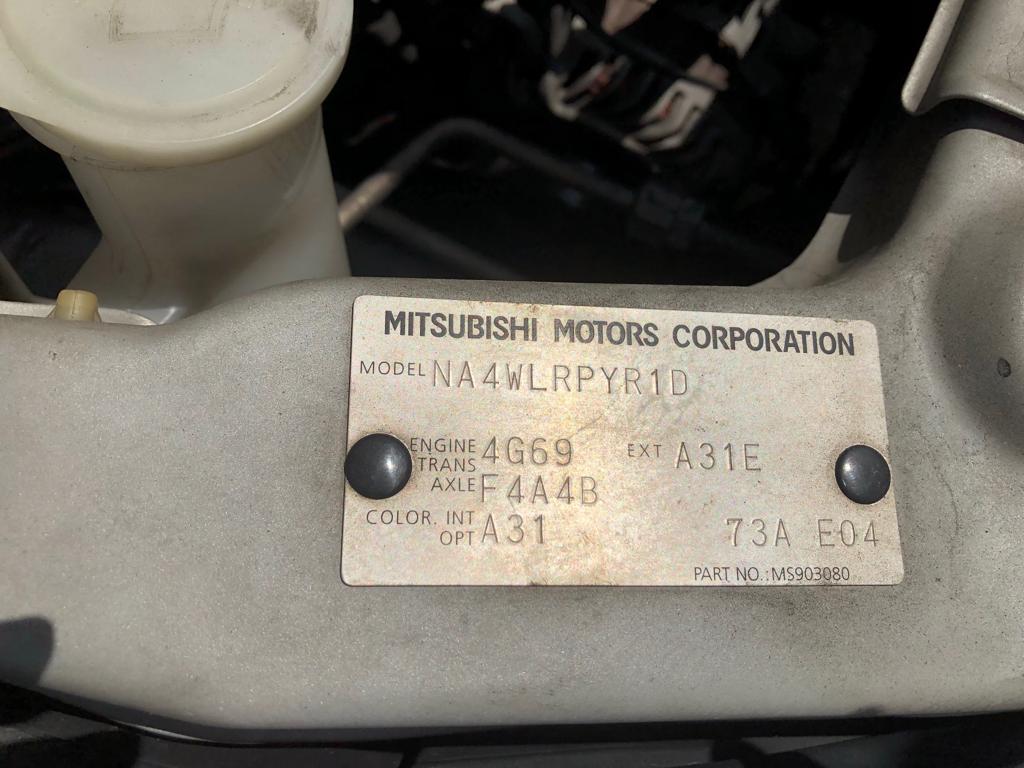 MITSUBISHI MOTORS CORPORATION
MODEL NA4WLRPYR1D
ENGINE 4G69 EXT A31E
TRANS
AXLE F4A4B
COLOR. INT
OPT A31 73A E04
PART NO.: MS903080